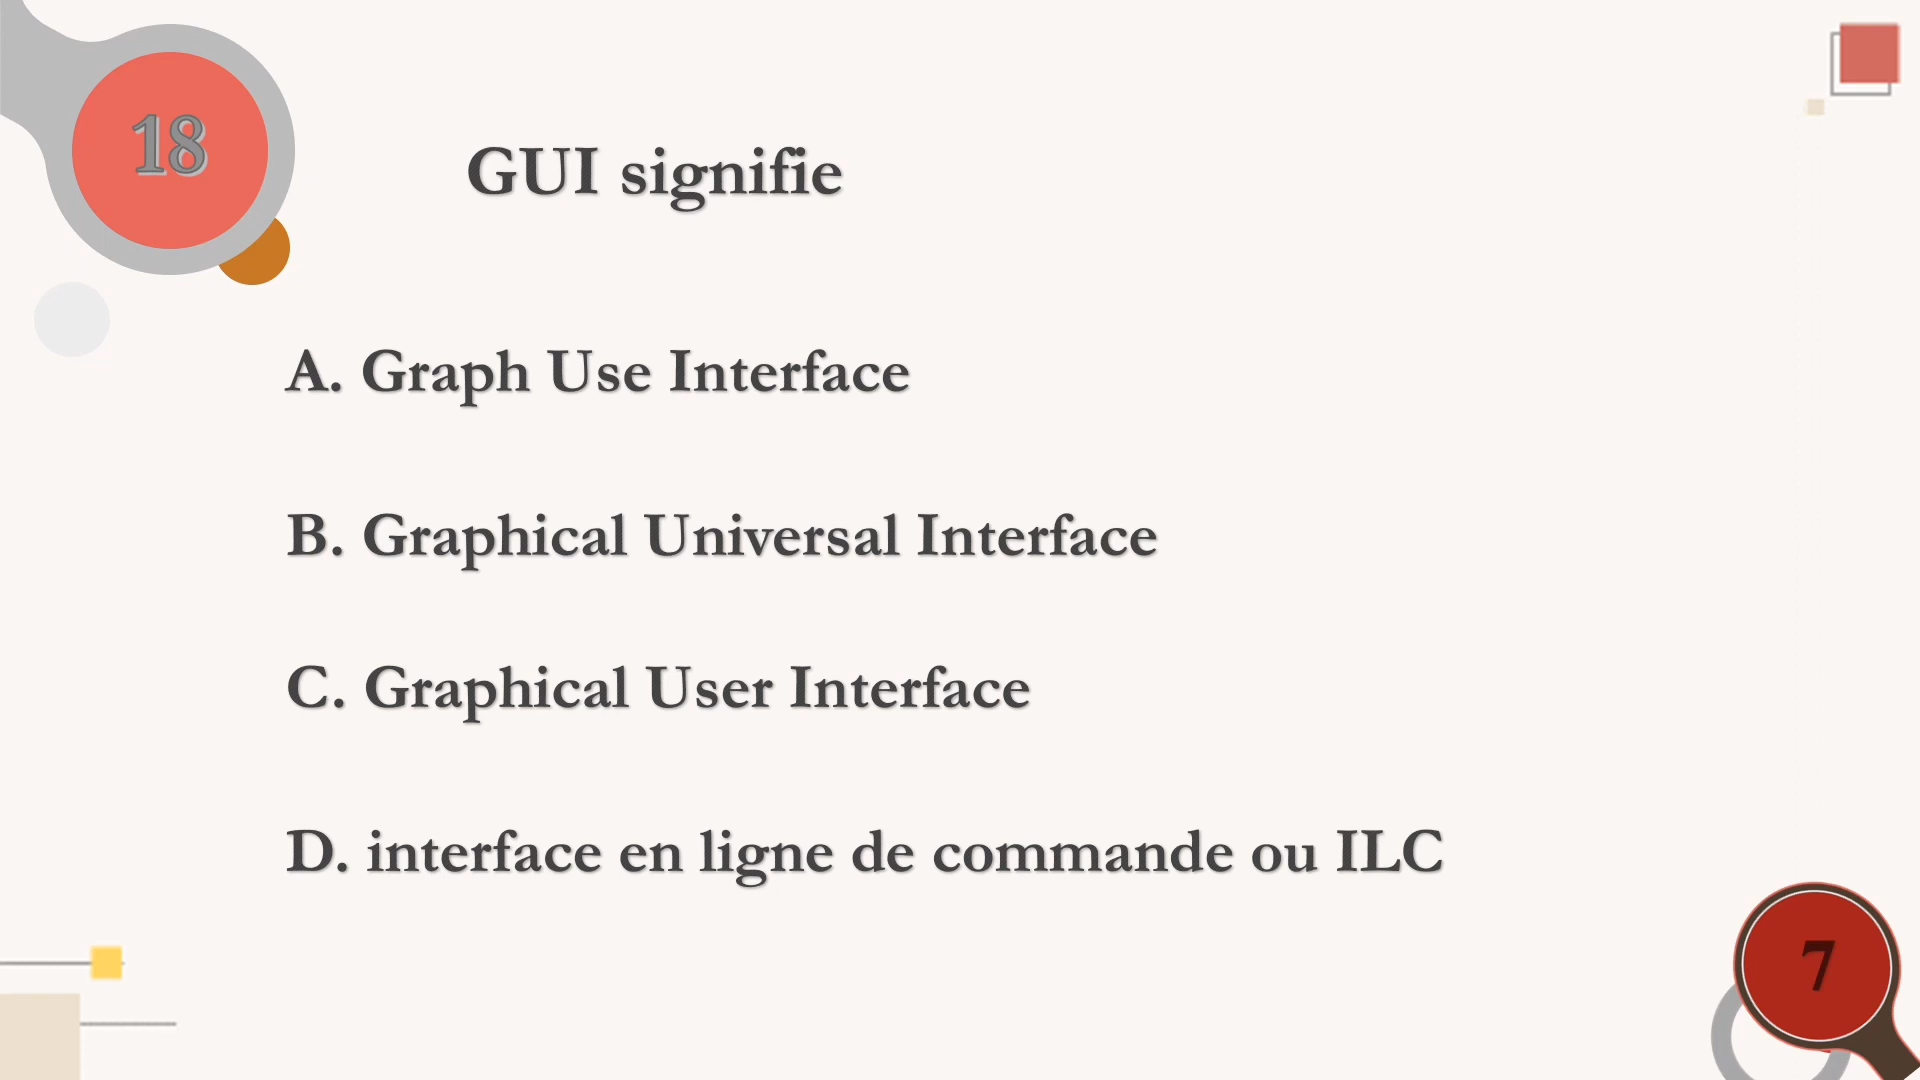 18
GUI signifie
A. Graph Use Interface
B. Graphical Universal Interface
C. Graphical User Interface
D. interface en ligne de commande ou ILC
7